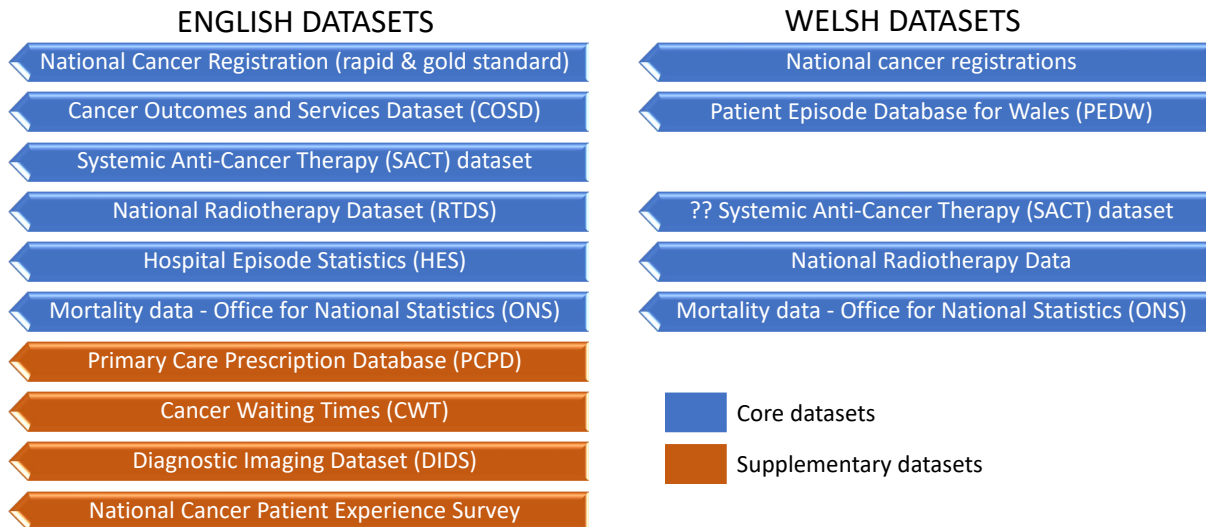 ENGLISH DATASETS
National Cancer Registration (rapid & gold standard)
Cancer Outcomes and Services Dataset (COSD)
Systemic Anti-Cancer Therapy (SACT) dataset
National Radiotherapy Dataset (RTDS)
Hospital Episode Statistics (HES)
Mortality data - Office for National Statistics (ONS)
Primary Care Prescription Database (PCPD)
Cancer Waiting Times (CWT)
Diagnostic Imaging Dataset (DIDS)
National Cancer Patient Experience Survey
WELSH DATASETS
National cancer registrations
Patient Episode Database for Wales (PEDW)
?? Systemic Anti-Cancer Therapy (SACT) dataset
National Radiotherapy Data
Mortality data - Office for National Statistics (ONS)
Core datasets
Supplementary datasets